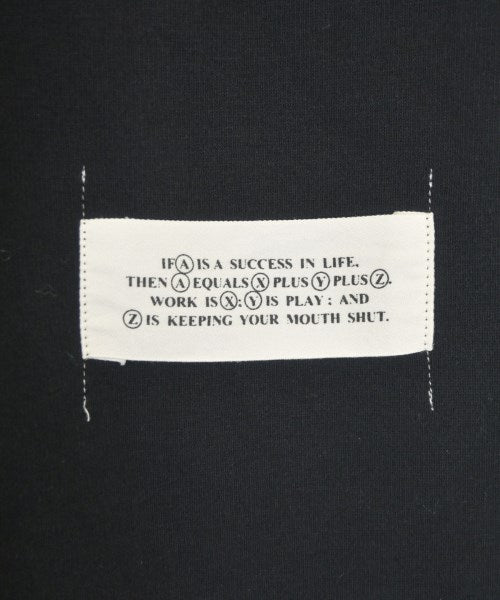 IF Ⓐ IS A SUCCESS IN LIFE,
THEN Ⓐ EQUALS Ⓧ PLUS Ⓨ PLUS Ⓩ.
WORK IS Ⓧ; Ⓨ IS PLAY; AND
Ⓩ IS KEEPING YOUR MOUTH SHUT.